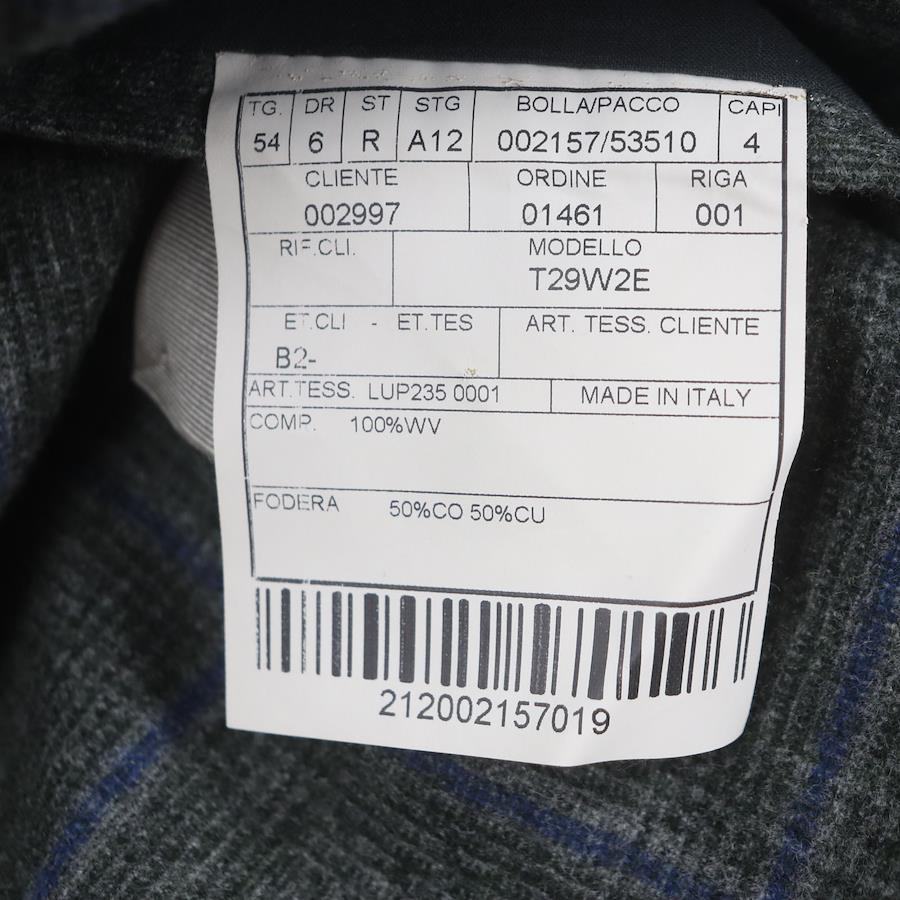 TG. DR ST STG BOLLA/PACCO CAPI
54 6 R A12 002157/53510 4
CLIENTE ORDINE RIGA
002997 01461 001
RIF.CLI. MODELLO
T29W2E
ET.CLI - ET.TES ART. TESS. CLIENTE
B2-
ART.TESS. LUP235 0001 MADE IN ITALY
COMP. 100%WV
FODERA 50%CO 50%CU
212002157019